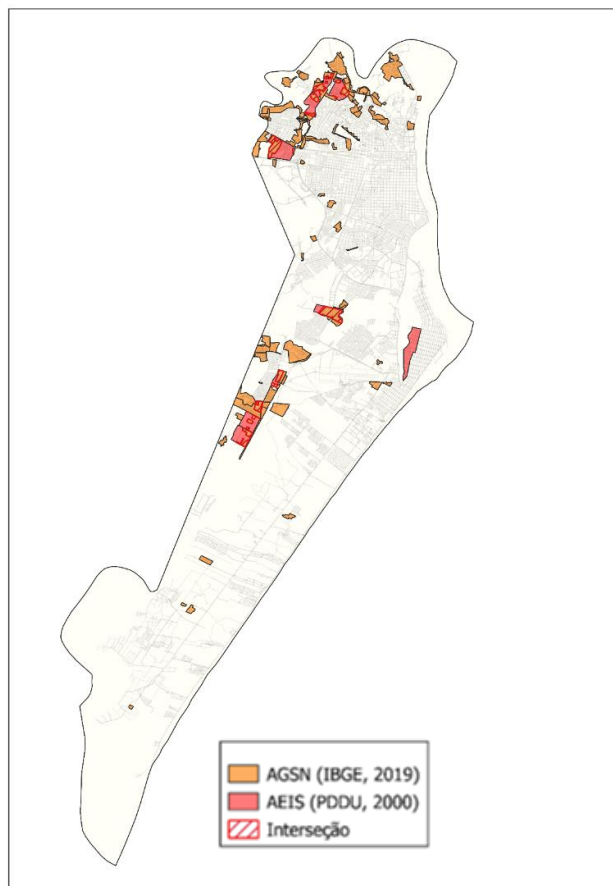 AGSN (IBGE, 2019)
AEIS (PDDU, 2000)
Interseção